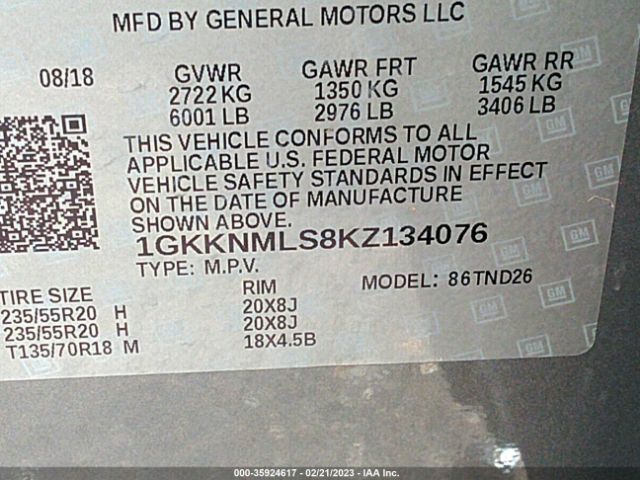 MFD BY GENERAL MOTORS LLC
08/18 GVWR GAWR FRT GAWR RR
2722 KG 1350 KG 1545 KG
6001 LB 2976 LB 3406 LB
THIS VEHICLE CONFORMS TO ALL
APPLICABLE U.S. FEDERAL MOTOR
VEHICLE SAFETY STANDARDS IN EFFECT
ON THE DATE OF MANUFACTURE
SHOWN ABOVE.
1GKKNMLS8KZ134076
TYPE: M.P.V. MODEL: 86TND26
TIRE SIZE RIM
235/55R20 H 20X8J
235/55R20 H 20X8J
T135/70R18 M 18X4.5B
GM
000-35924617 - 02/21/2023 - IAA Inc.